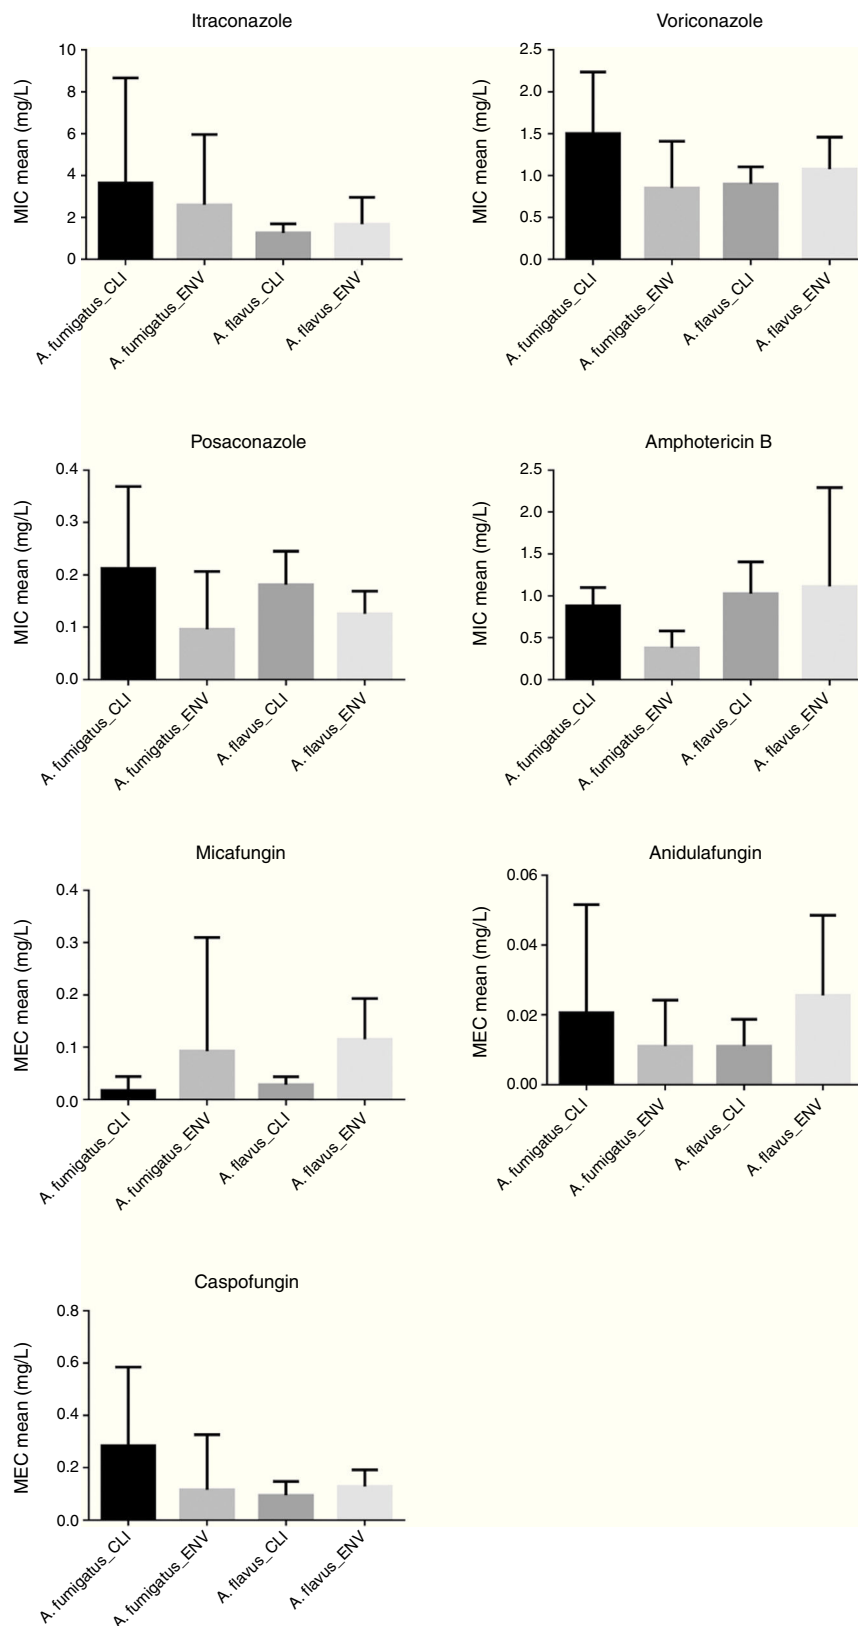 Itraconazole
MIC mean (mg/L)
10
8
6
4
2
0
A. fumigatus_CLI
A. fumigatus_ENV
A. flavus_CLI
A. flavus_ENV
Voriconazole
MIC mean (mg/L)
2.5
2.0
1.5
1.0
0.5
0.0
A. fumigatus_CLI
A. fumigatus_ENV
A. flavus_CLI
A. flavus_ENV
Posaconazole
MIC mean (mg/L)
0.4
0.3
0.2
0.1
0.0
A. fumigatus_CLI
A. fumigatus_ENV
A. flavus_CLI
A. flavus_ENV
Amphotericin B
MIC mean (mg/L)
2.5
2.0
1.5
1.0
0.5
0.0
A. fumigatus_CLI
A. fumigatus_ENV
A. flavus_CLI
A. flavus_ENV
Micafungin
MEC mean (mg/L)
0.4
0.3
0.2
0.1
0.0
A. fumigatus_CLI
A. fumigatus_ENV
A. flavus_CLI
A. flavus_ENV
Anidulafungin
MEC mean (mg/L)
0.06
0.04
0.02
0.00
A. fumigatus_CLI
A. fumigatus_ENV
A. flavus_CLI
A. flavus_ENV
Caspofungin
MEC mean (mg/L)
0.8
0.6
0.4
0.2
0.0
A. fumigatus_CLI
A. fumigatus_ENV
A. flavus_CLI
A. flavus_ENV